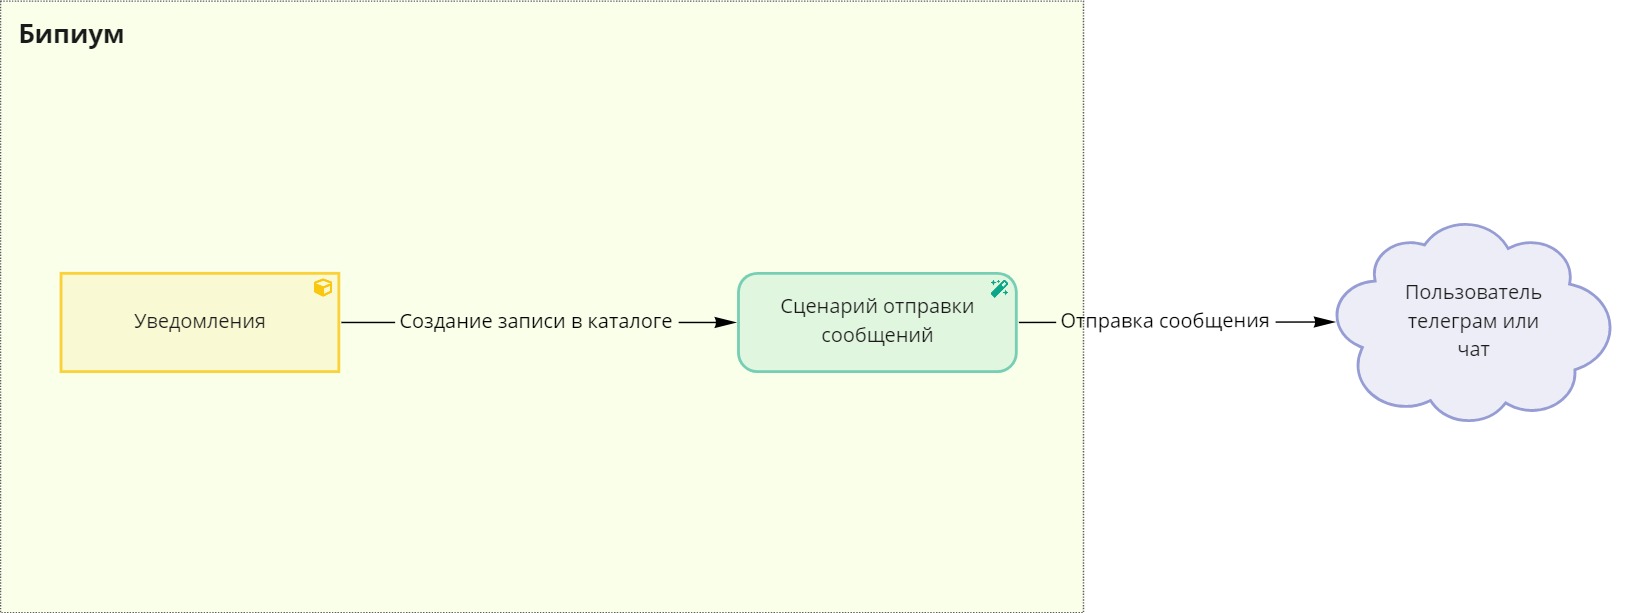 Бипиум
Уведомления
Создание записи в каталоге
Сценарий отправки
сообщений
Отправка сообщения
Пользователь
телеграм или
чат